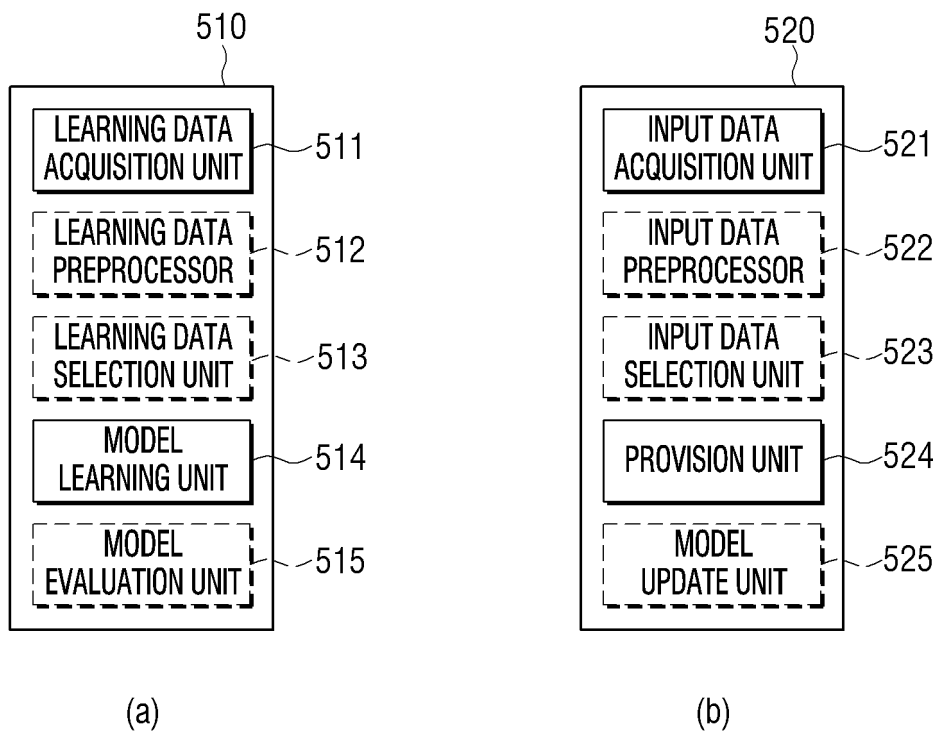 510
LEARNING DATA
ACQUISITION UNIT
511
LEARNING DATA
PREPROCESSOR
512
LEARNING DATA
SELECTION UNIT
513
MODEL
LEARNING UNIT
514
MODEL
EVALUATION UNIT
515
(a)
520
INPUT DATA
ACQUISITION UNIT
521
INPUT DATA
PREPROCESSOR
522
INPUT DATA
SELECTION UNIT
523
PROVISION UNIT
524
MODEL
UPDATE UNIT
525
(b)